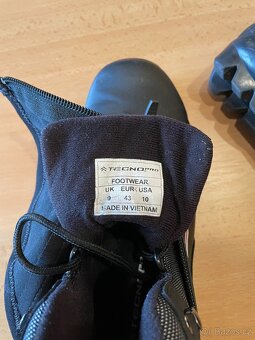 TECNOPRO
FOOTWEAR
UK EUR USA
9 43 10
MADE IN VIETNAM